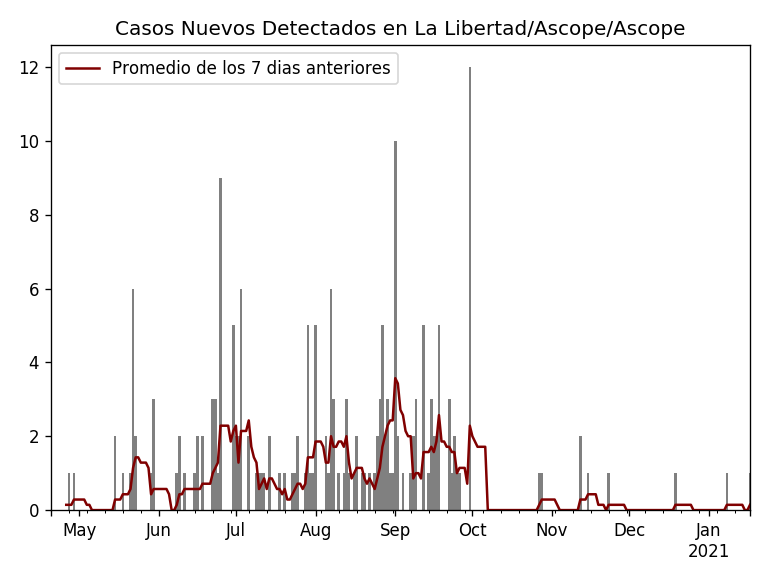 Casos Nuevos Detectados en La Libertad/Ascope/Ascope
Promedio de los 7 dias anteriores
12
10
8
6
4
2
0
May Jun Jul Aug Sep Oct Nov Dec Jan
2021